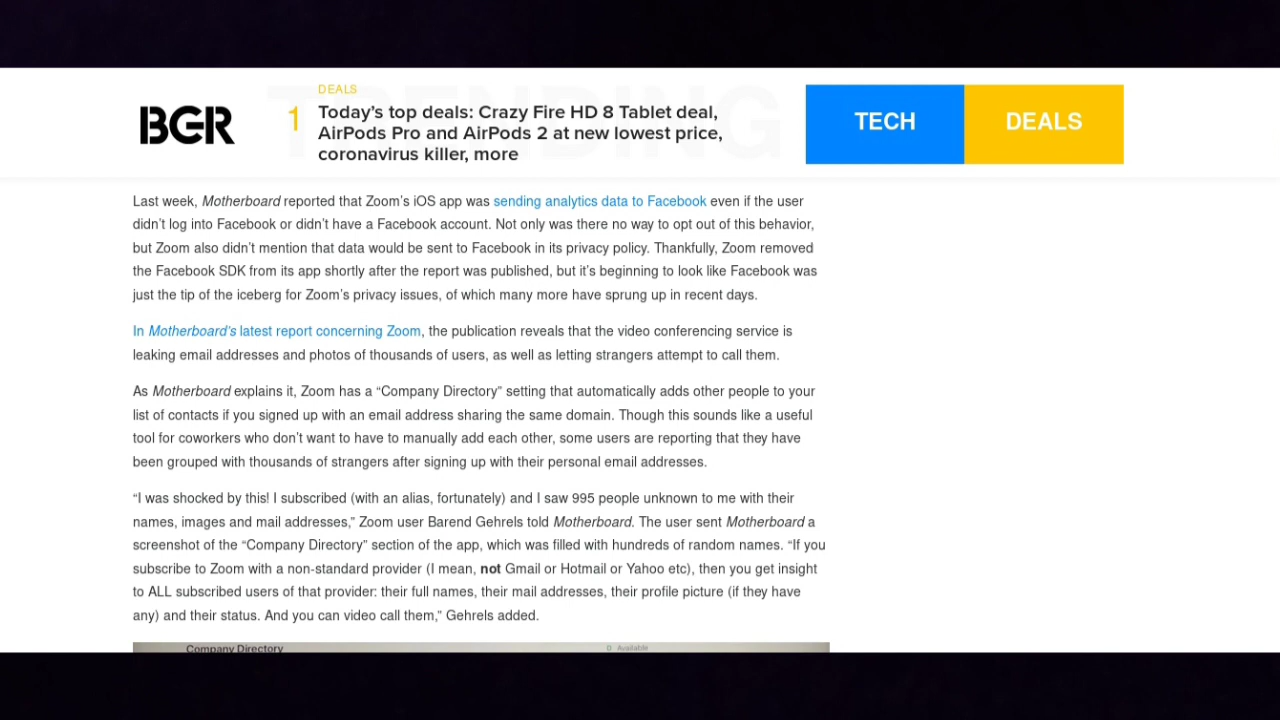 TRENDING
BGR
1
DEALS
Today’s top deals: Crazy Fire HD 8 Tablet deal,
AirPods Pro and AirPods 2 at new lowest price,
coronavirus killer, more
TECH
DEALS
Last week, Motherboard reported that Zoom’s iOS app was sending analytics data to Facebook even if the user
didn’t log into Facebook or didn’t have a Facebook account. Not only was there no way to opt out of this behavior,
but Zoom also didn’t mention that data would be sent to Facebook in its privacy policy. Thankfully, Zoom removed
the Facebook SDK from its app shortly after the report was published, but it’s beginning to look like Facebook was
just the tip of the iceberg for Zoom’s privacy issues, of which many more have sprung up in recent days.
In Motherboard’s latest report concerning Zoom, the publication reveals that the video conferencing service is
leaking email addresses and photos of thousands of users, as well as letting strangers attempt to call them.
As Motherboard explains it, Zoom has a “Company Directory” setting that automatically adds other people to your
list of contacts if you signed up with an email address sharing the same domain. Though this sounds like a useful
tool for coworkers who don’t want to have to manually add each other, some users are reporting that they have
been grouped with thousands of strangers after signing up with their personal email addresses.
“I was shocked by this! I subscribed (with an alias, fortunately) and I saw 995 people unknown to me with their
names, images and mail addresses,” Zoom user Barend Gehrels told Motherboard. The user sent Motherboard a
screenshot of the “Company Directory” section of the app, which was filled with hundreds of random names. “If you
subscribe to Zoom with a non-standard provider (I mean, not Gmail or Hotmail or Yahoo etc), then you get insight
to ALL subscribed users of that provider: their full names, their mail addresses, their profile picture (if they have
any) and their status. And you can video call them,” Gehrels added.
Company Directory
0 Available